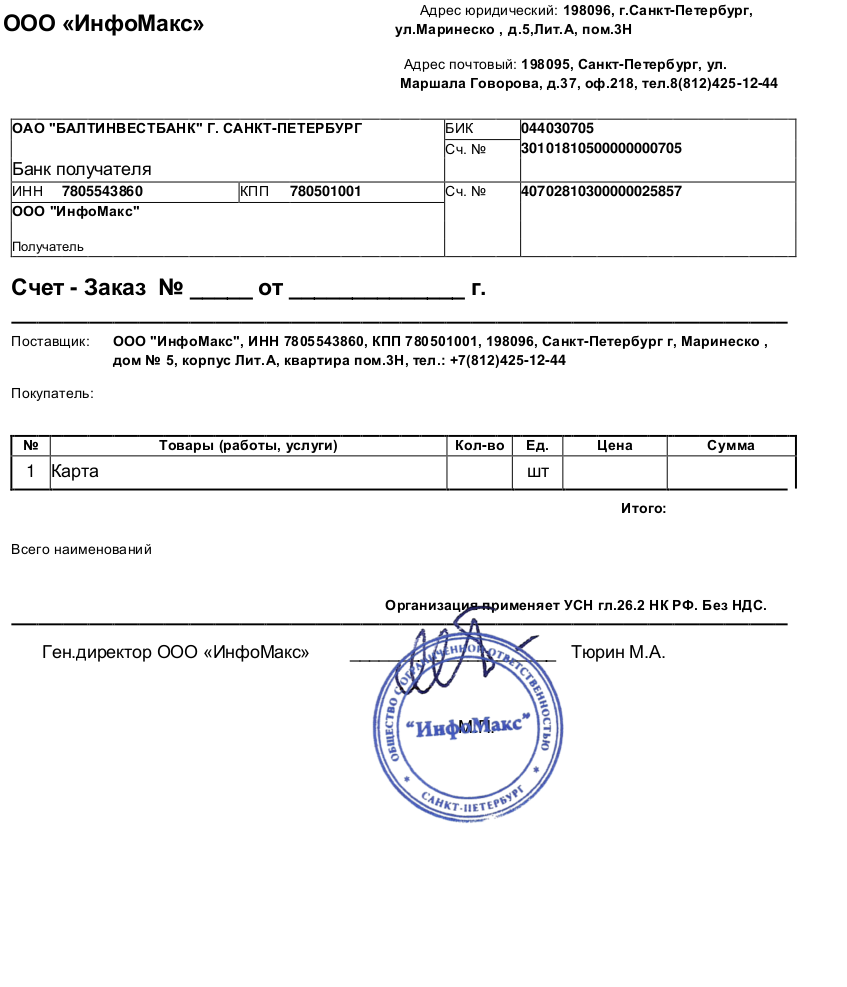 ООО «ИнфоМакс»
Адрес юридический: 198096, г.Санкт-Петербург,
ул.Маринеско , д.5,Лит.А, пом.3Н
Адрес почтовый: 198095, Санкт-Петербург, ул.
Маршала Говорова, д.37, оф.218, тел.8(812)425-12-44
ОАО "БАЛТИНВЕСТБАНК" Г. САНКТ-ПЕТЕРБУРГ
БИК 044030705
Сч. № 30101810500000000705
Банк получателя
ИНН 7805543860 КПП 780501001 Сч. № 40702810300000025857
ООО "ИнфоМакс"
Получатель
Счет - Заказ № _____ от ______________ г.
Поставщик: ООО "ИнфоМакс", ИНН 7805543860, КПП 780501001, 198096, Санкт-Петербург г, Маринеско ,
дом № 5, корпус Лит.А, квартира пом.3Н, тел.: +7(812)425-12-44
Покупатель:
№ Товары (работы, услуги) Кол-во Ед. Цена Сумма
1 Карта шт
Итого:
Всего наименований
Организация применяет УСН гл.26.2 НК РФ. Без НДС.
Ген.директор ООО «ИнфоМакс» ____________________ Тюрин М.А.
ОБЩЕСТВО С ОГРАНИЧЕННОЙ ОТВЕТСТВЕННОСТЬЮ
"ИнфоМакс"
М.П.
* САНКТ-ПЕТЕРБУРГ *